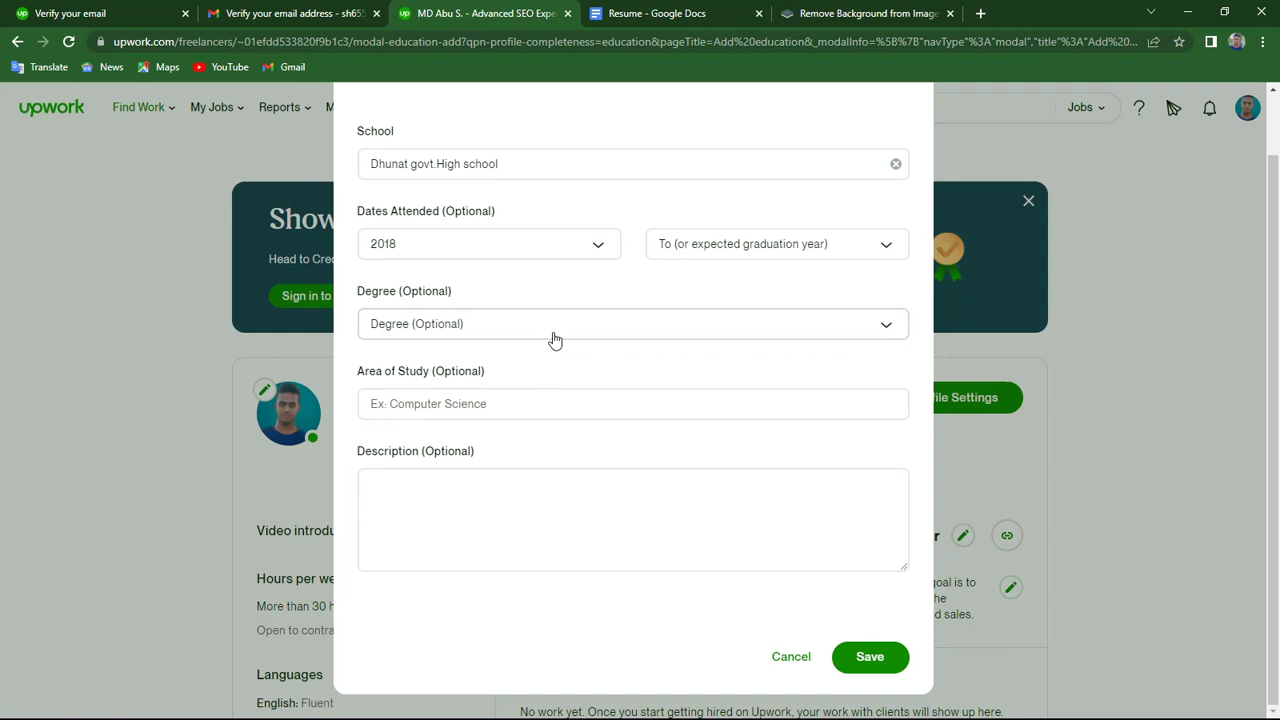 Verify your email
Verify your email address - sh655
MD Abu S. - Advanced SEO Expe
Resume - Google Docs
Remove Background from Image
upwork.com/freelancers/~01efdd533820f9b1c3/modal-education-add?qpn-profile-completeness=education&pageTitle=Add%20education&_modalInfo=%5B%7B"navType"%3A"modal","title"%3A"Add%20...
Translate
News
Maps
YouTube
Gmail
upwork
Find Work
My Jobs
Reports
M
Jobs
School
Dhunat govt.High school
Dates Attended (Optional)
2018
To (or expected graduation year)
Degree (Optional)
Degree (Optional)
Area of Study (Optional)
Ex: Computer Science
Description (Optional)
Cancel
Save
Show
Head to Cred
Sign in to
file Settings
Video introdu
r
Hours per we
More than 30 h
Open to contra
goal is to
he
d sales.
Languages
English: Fluent
No work yet. Once you start getting hired on Upwork, your work with clients will show up here.